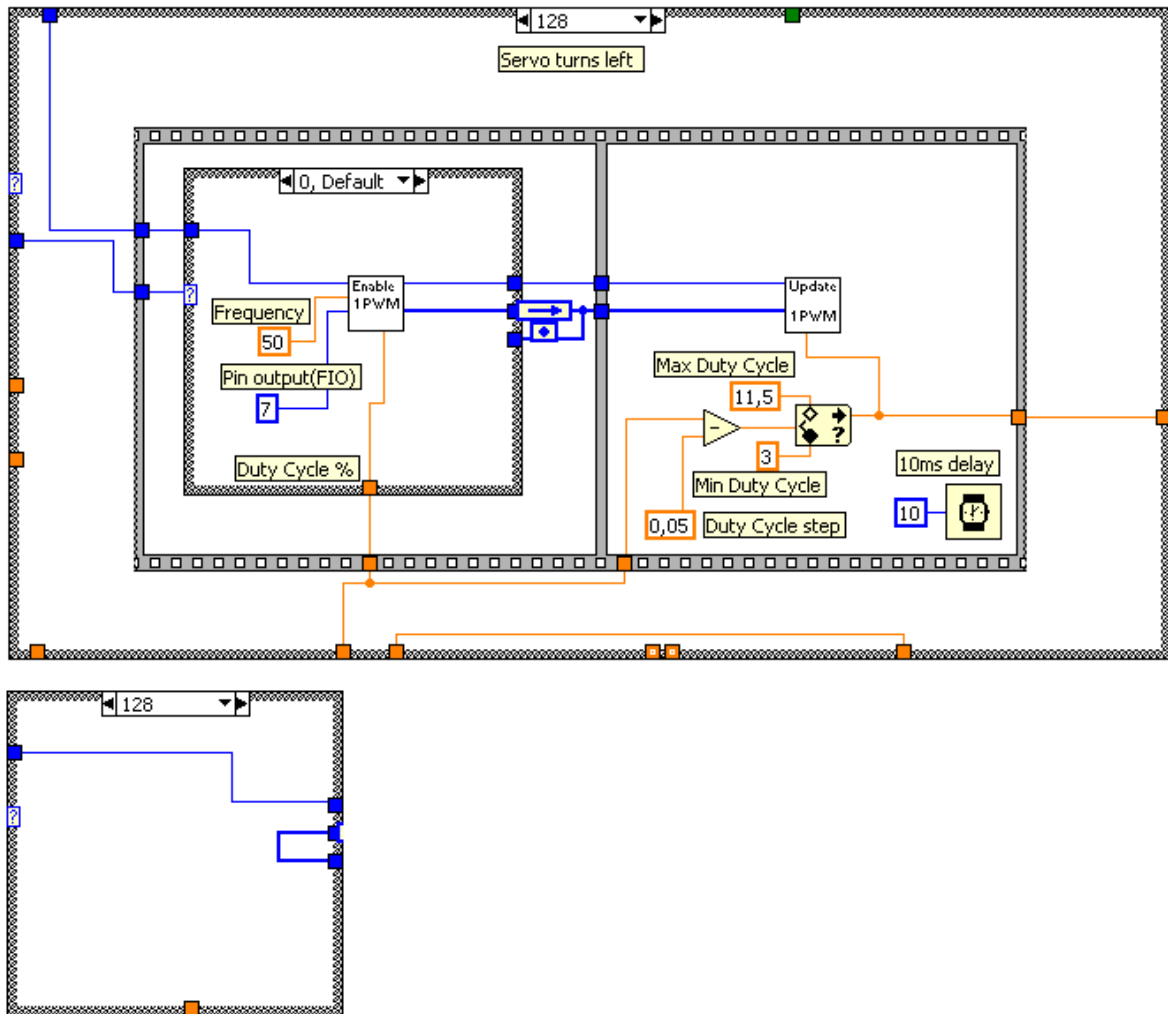 128
Servo turns left
0, Default
?
?
Enable
1PWM
Update
1PWM
Frequency
50
Pin output(FIO)
7
Max Duty Cycle
11,5
-
?
3
Min Duty Cycle
Duty Cycle %
0,05
Duty Cycle step
10ms delay
10
128
?